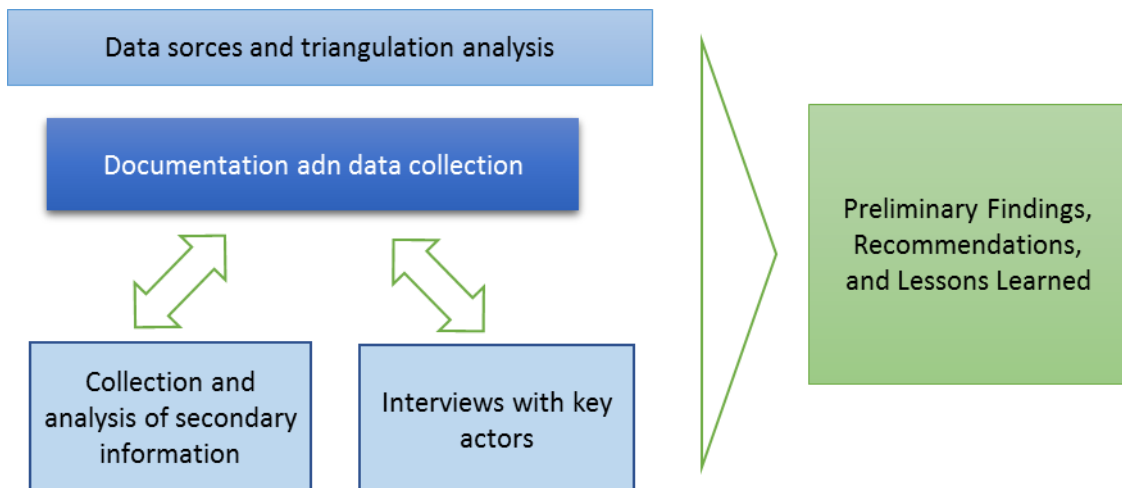 Data sorces and triangulation analysis
Documentation adn data collection
Collection and
analysis of secondary
information
Interviews with key
actors
Preliminary Findings,
Recommendations,
and Lessons Learned